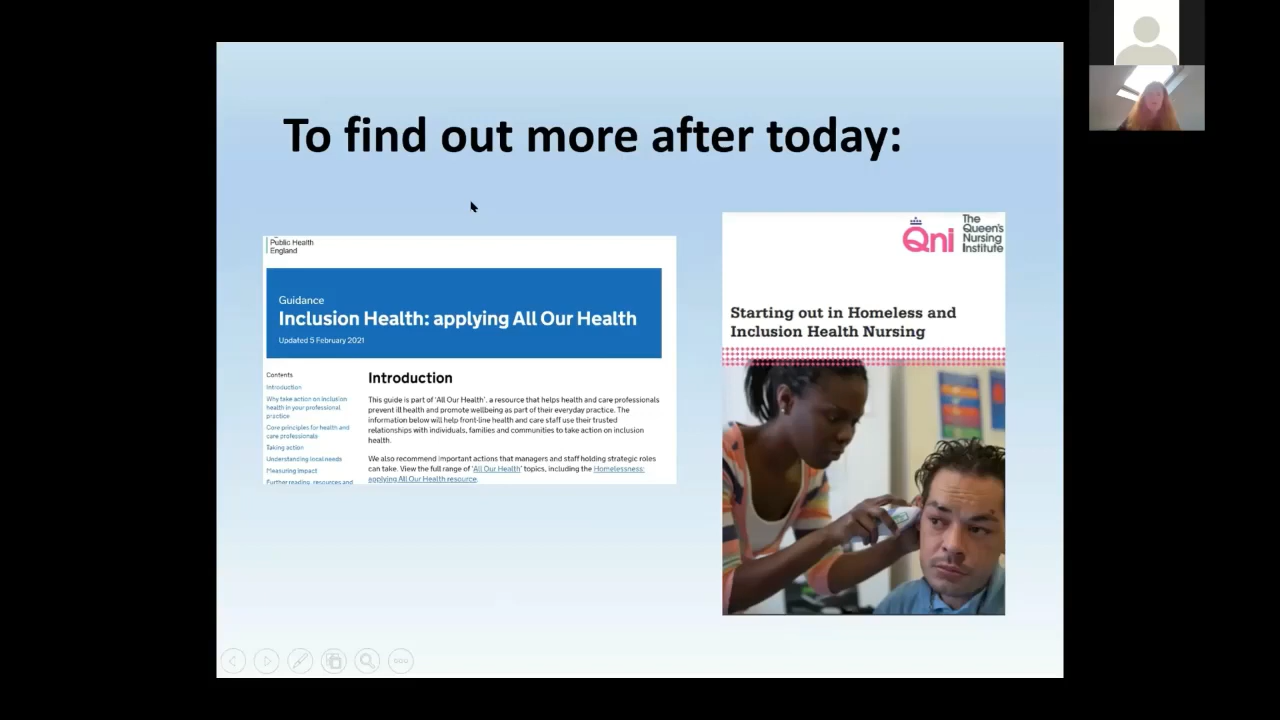 To find out more after today:
Public Health
England
Guidance
Inclusion Health: applying All Our Health
Updated 5 February 2021
Contents
Introduction
Why take action on inclusion
health in your professional
practice
Core principles for health and
care professionals
Taking action
Understanding local needs
Measuring impact
Further reading, resources and
Introduction
This guide is part of 'All Our Health', a resource that helps health and care professionals
prevent ill health and promote wellbeing as part of their everyday practice. The
information below will help front-line health and care staff use their trusted
relationships with individuals, families and communities to take action on inclusion
health.
We also recommend important actions that managers and staff holding strategic roles
can take. View the full range of 'All Our Health' topics, including the Homelessness:
applying All Our Health resource.
Qni
The
Queen's
Nursing
Institute
Starting out in Homeless and
Inclusion Health Nursing